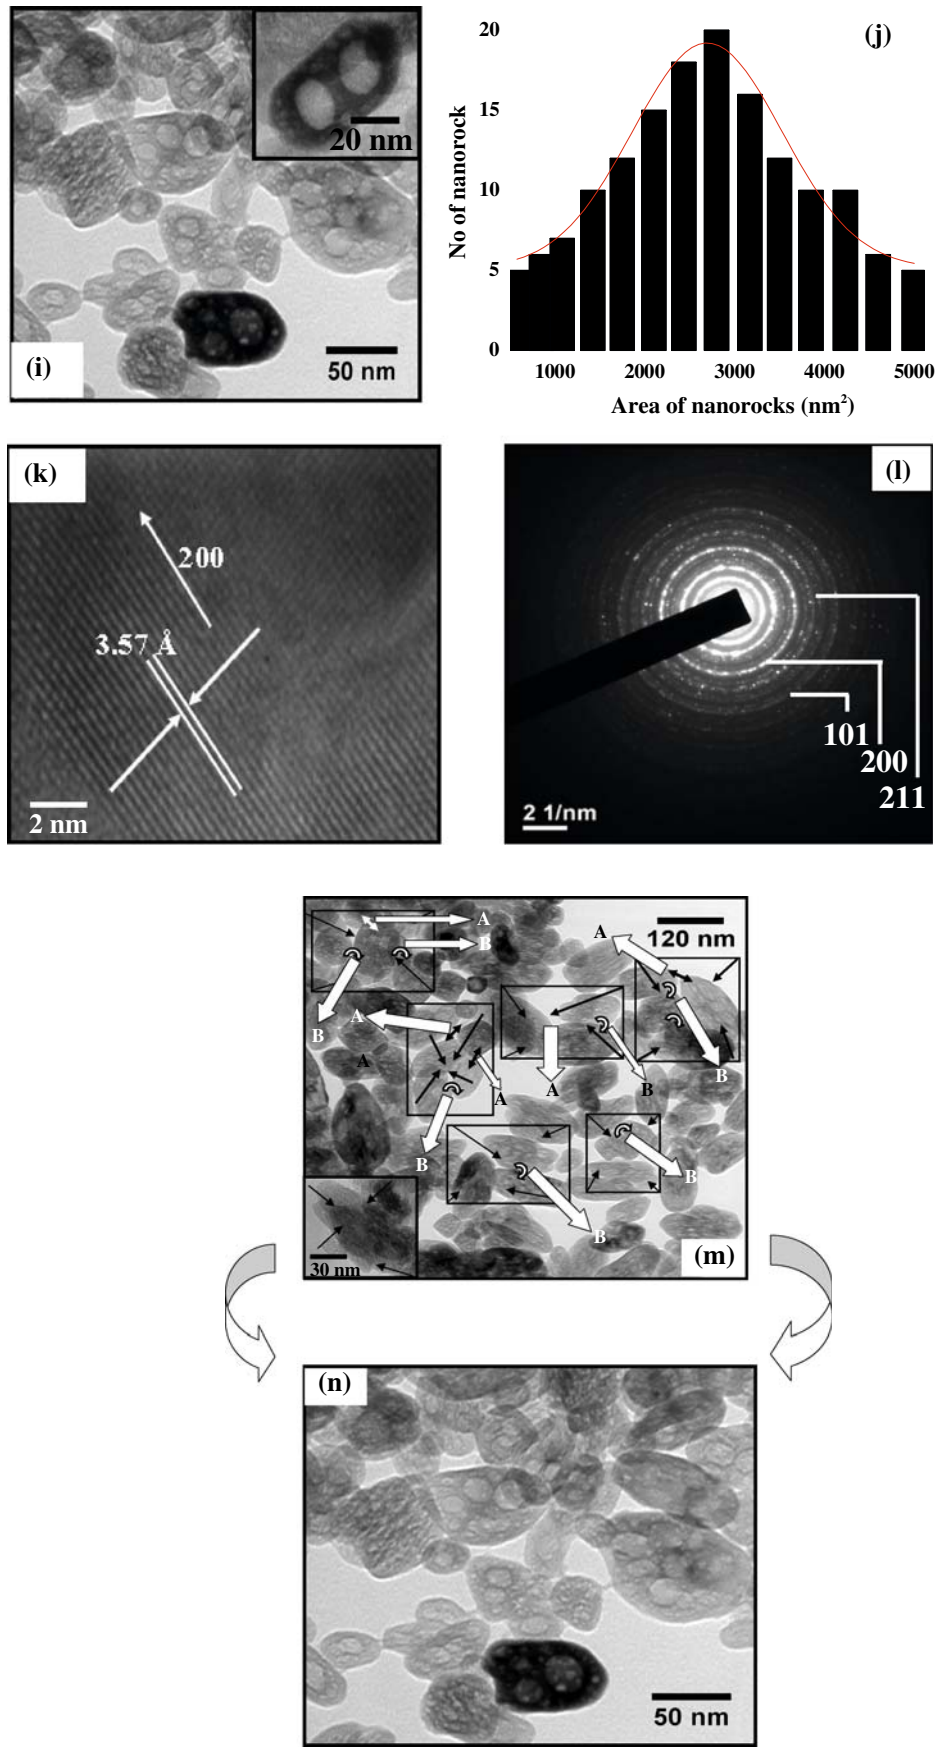 20 nm
(i)
50 nm
(j)
20
15
10
5
0
No of nanorock
1000 2000 3000 4000 5000
Area of nanorocks (nm²)
(k)
200
3.57 Å
2 nm
(l)
101
200
211
2 1/nm
A
B
A
120 nm
B
A
A
A
A
B
B
B
B
B
30 nm
(m)
(n)
50 nm